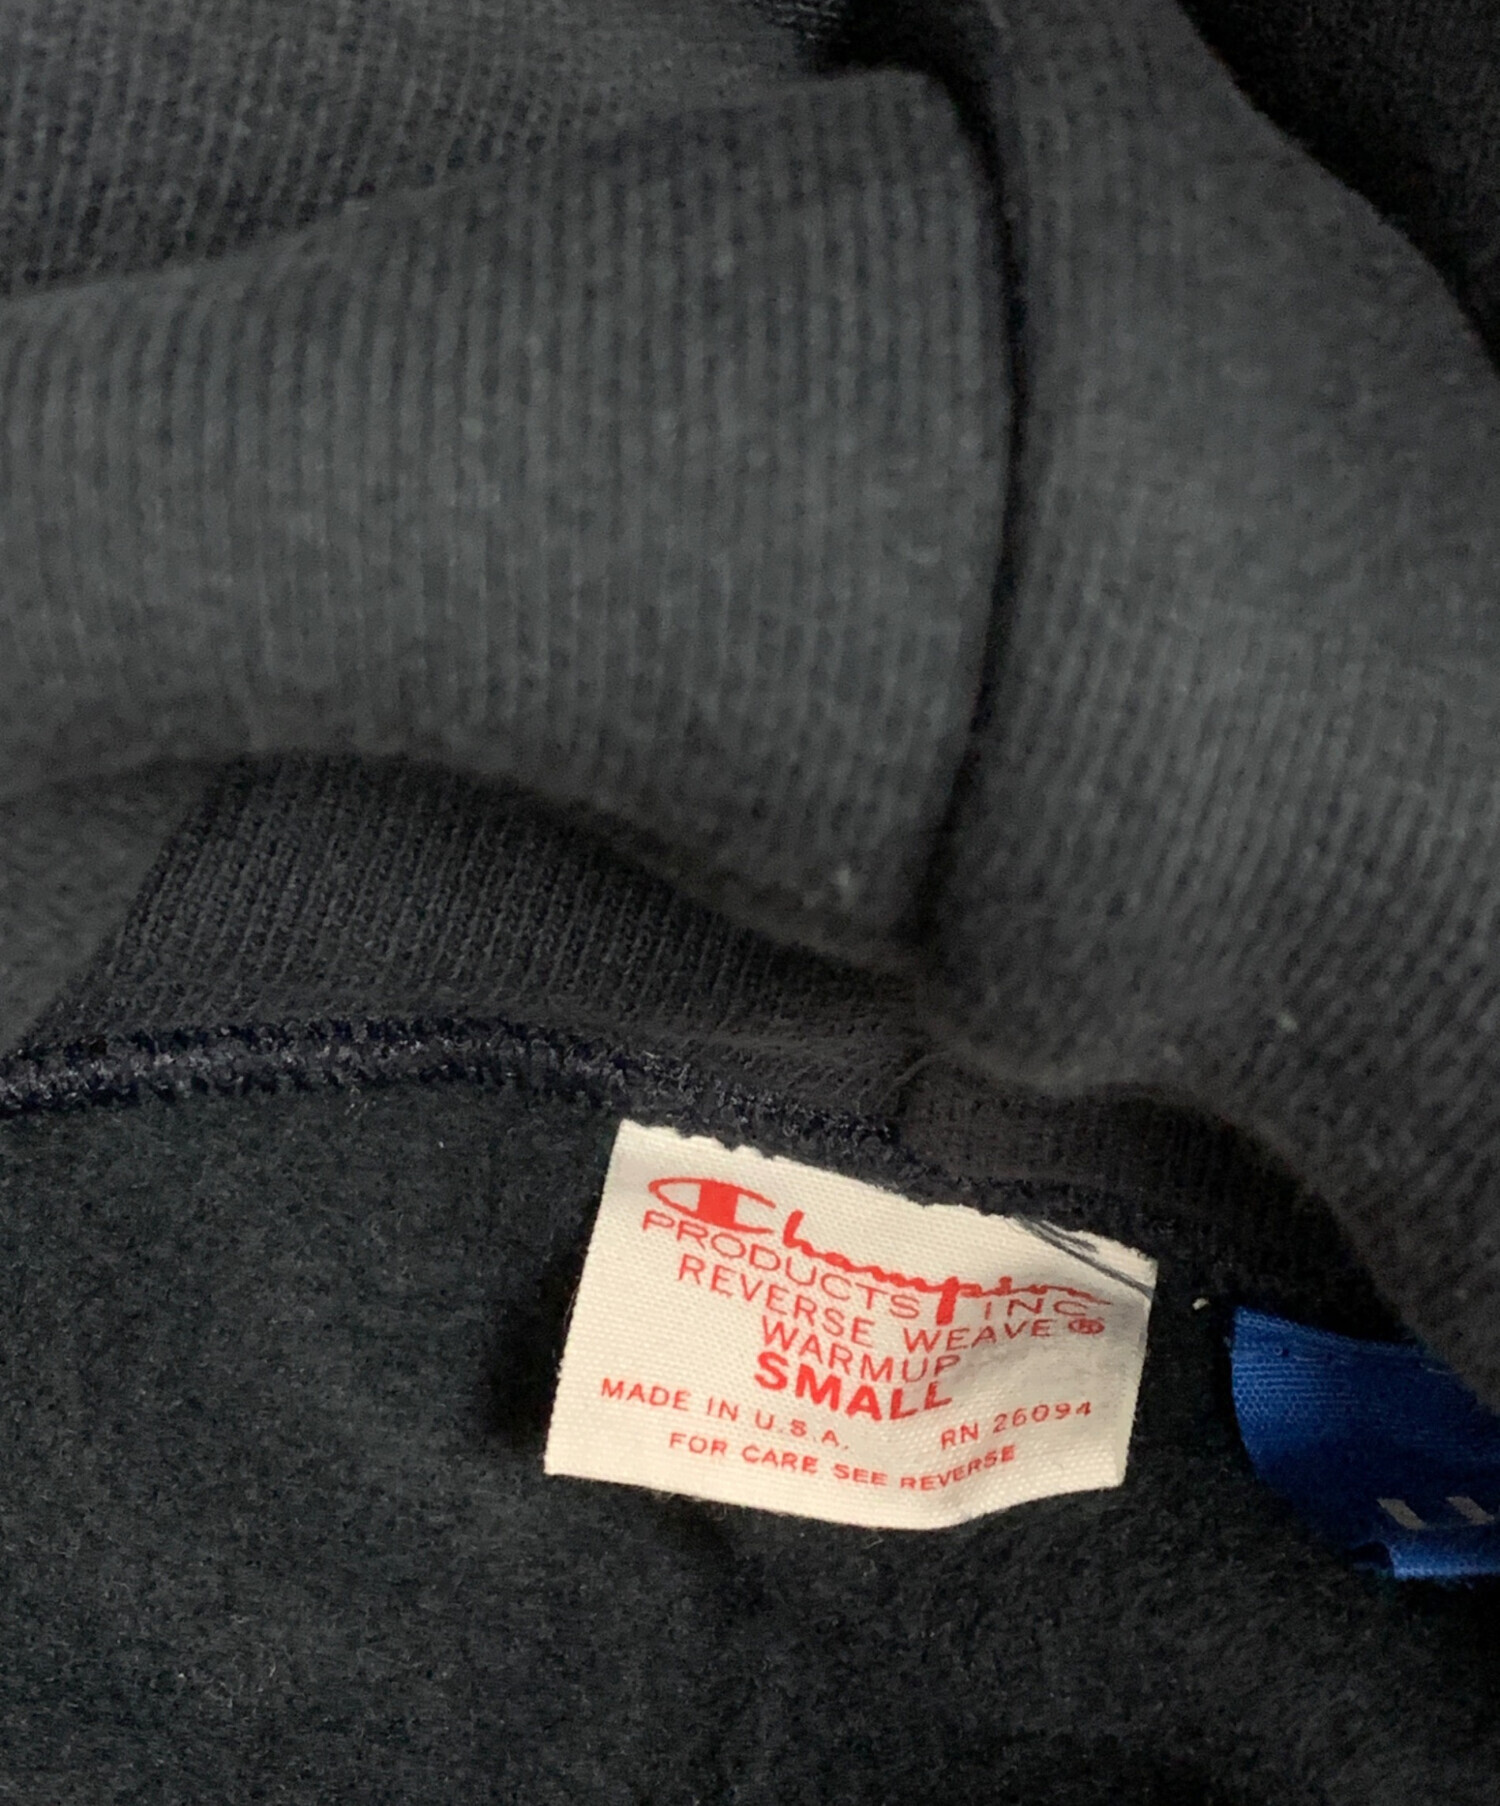 Champion
PRODUCTS INC.
REVERSE WEAVE®
WARMUP
SMALL
MADE IN U.S.A. RN 26094
FOR CARE SEE REVERSE